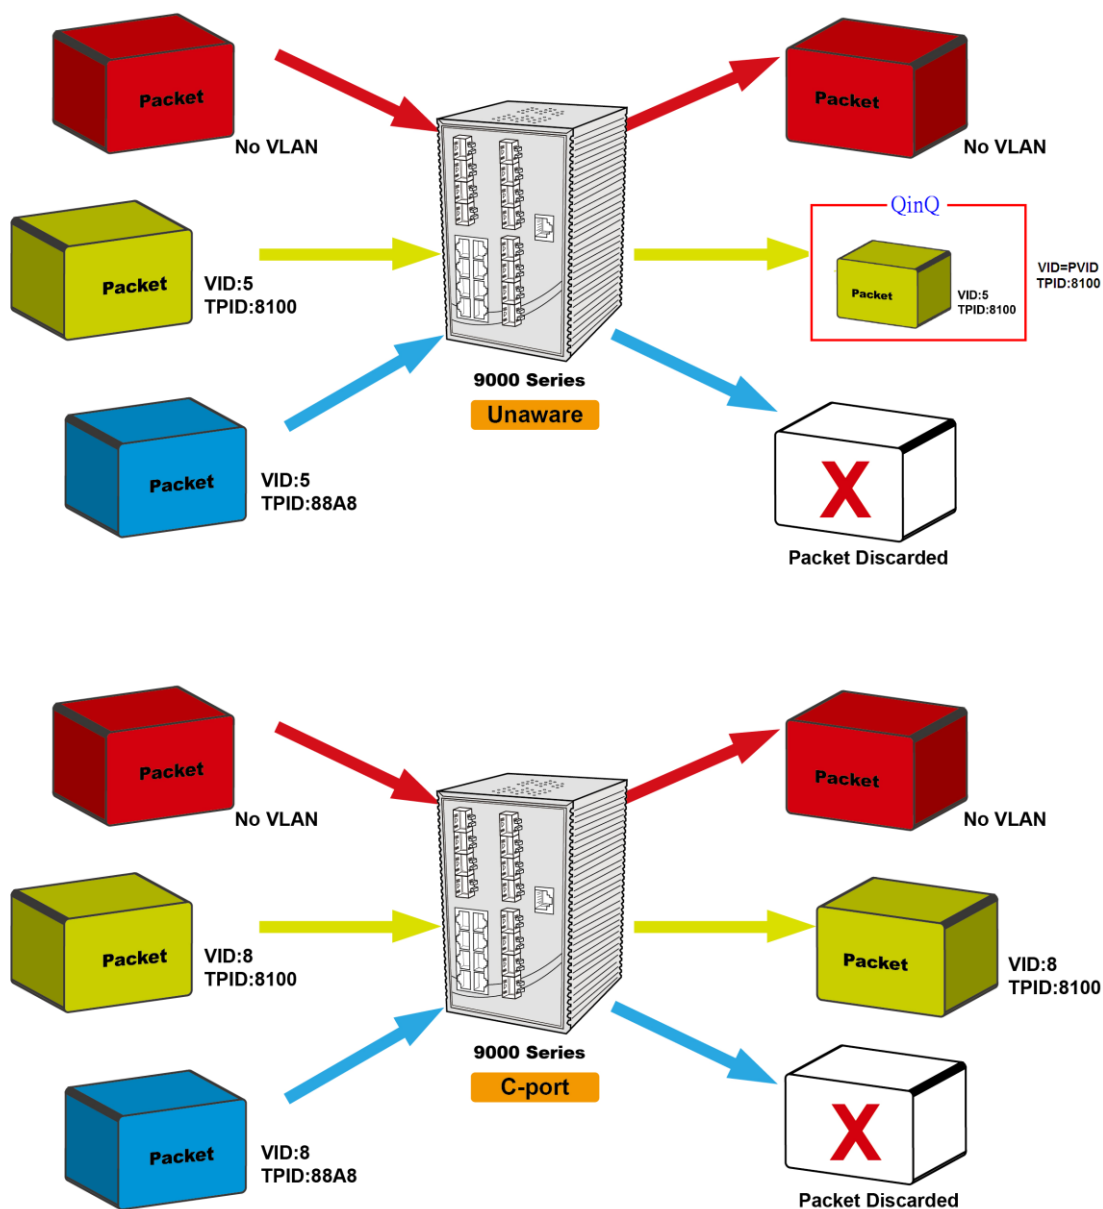 Packet
No VLAN
Packet
No VLAN
Packet
VID:5
TPID:8100
QinQ
Packet
VID:5
TPID:8100
VID=PVID
TPID:8100
9000 Series
Unaware
Packet
VID:5
TPID:88A8
X
Packet Discarded
Packet
No VLAN
Packet
No VLAN
Packet
VID:8
TPID:8100
Packet
VID:8
TPID:8100
9000 Series
C-port
Packet
VID:8
TPID:88A8
X
Packet Discarded